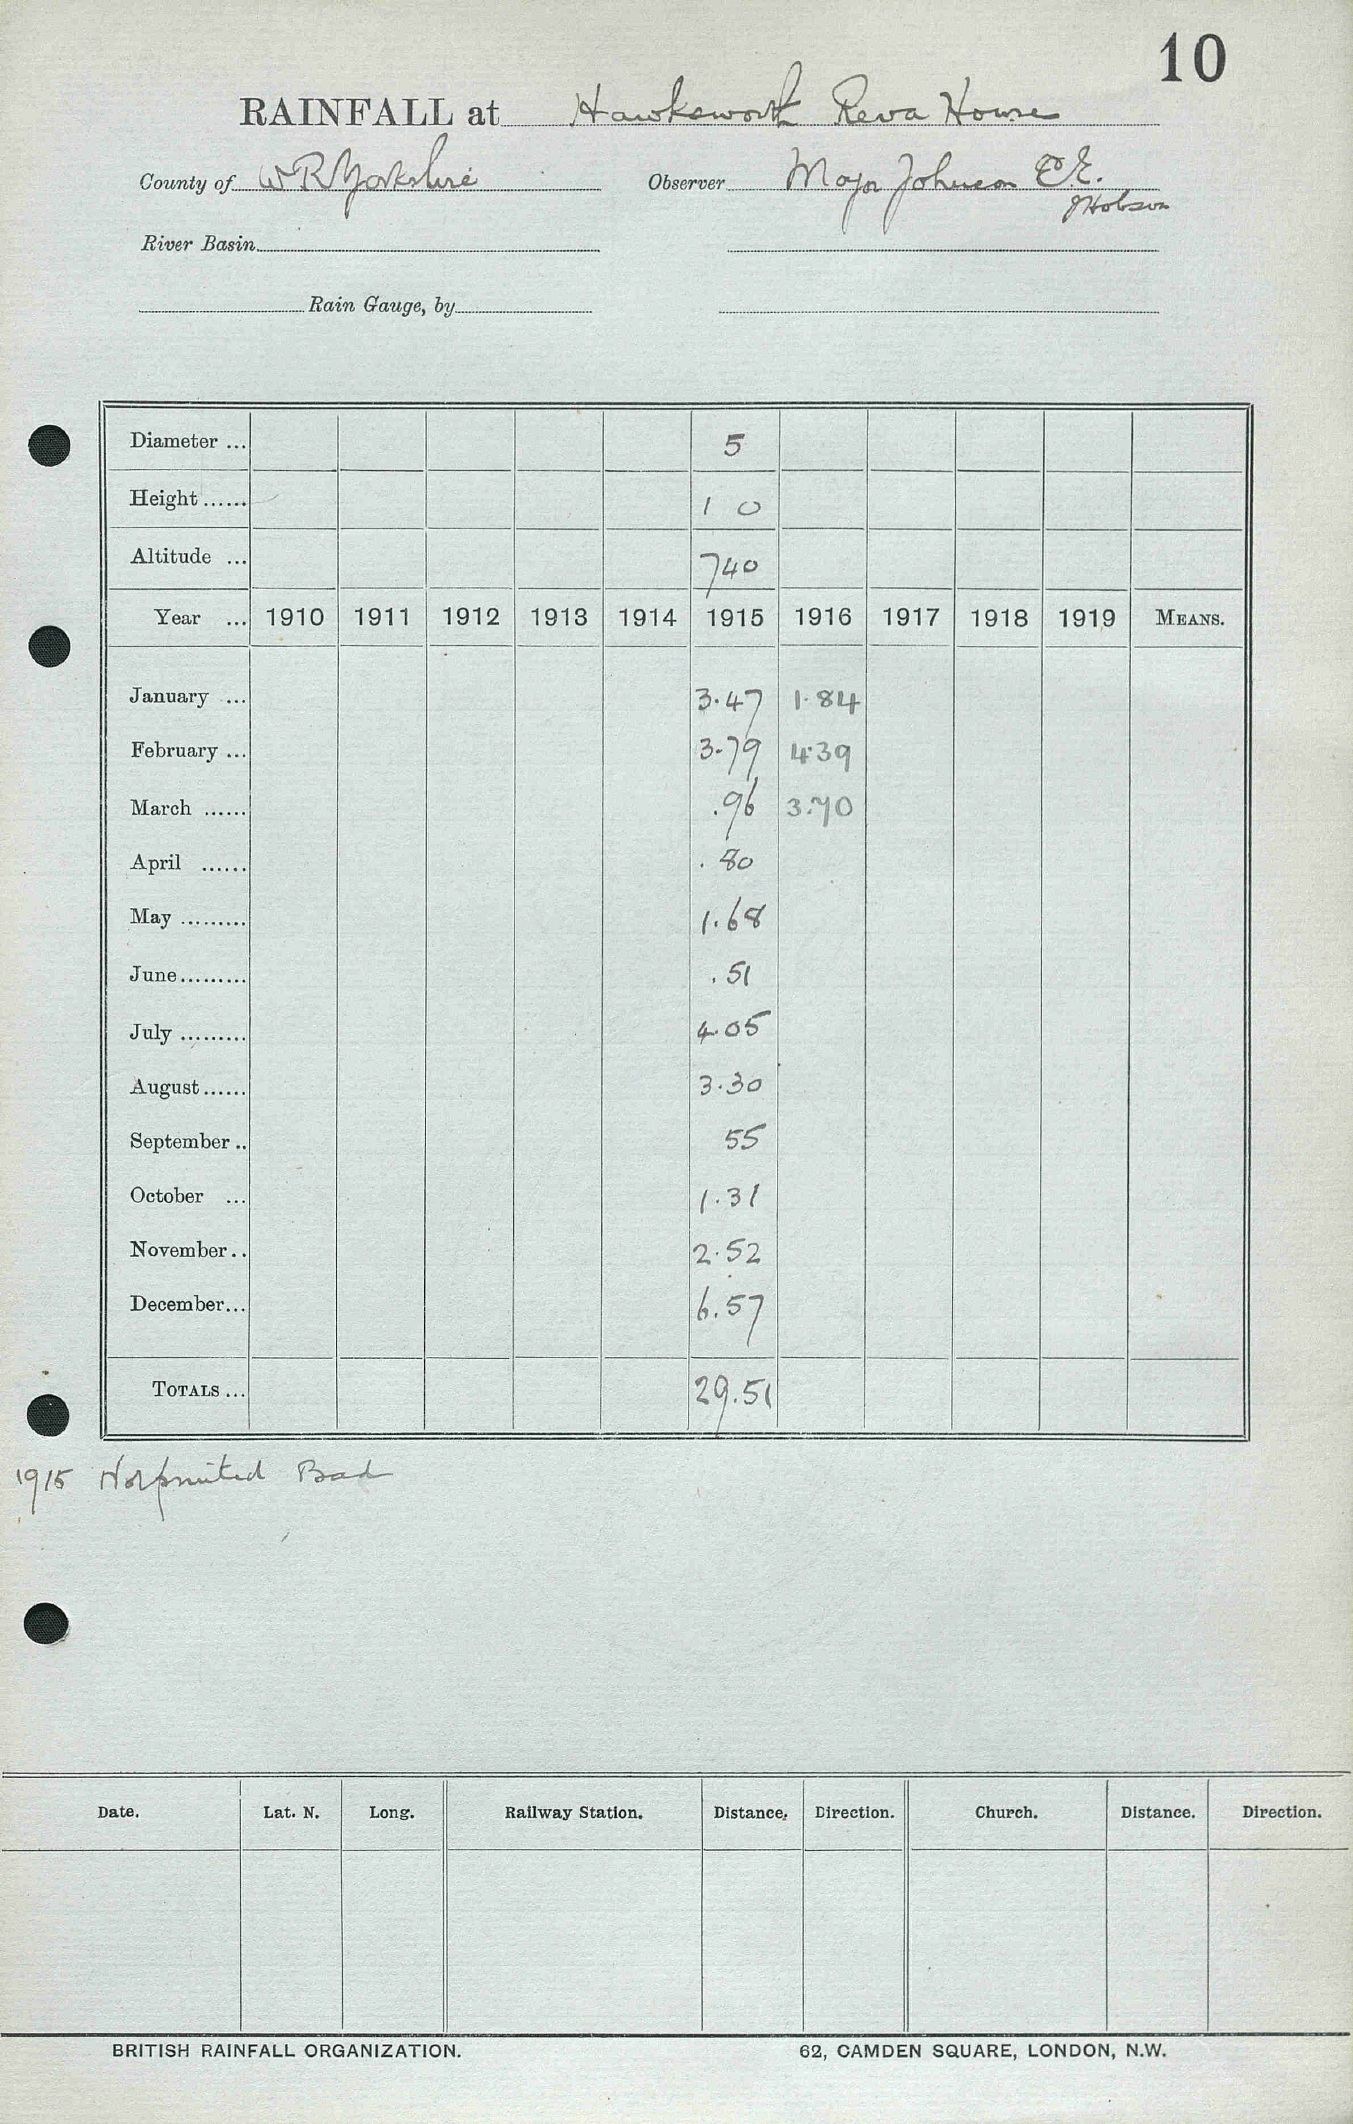 10
RAINFALL at Hawksworth Reva House
County of W R Yorkshire Observer Major Johnson C.E.
J Hobson
River Basin
Rain Gauge, by
Diameter ... 5
Height ...... 1 0
Altitude ... 740
Year ... 1910 1911 1912 1913 1914 1915 1916 1917 1918 1919 MEANS.
January ... 3.47 1.84
February ... 3.79 4.39
March ...... .96 3.70
April ...... .80
May ......... 1.68
June......... .51
July ......... 4.05
August...... 3.30
September .. 55
October ... 1.31
November.. 2.52
December... 6.57
TOTALS ... 29.51
1915 Not printed Bad
Date. Lat. N. Long. Railway Station. Distance. Direction. Church. Distance. Direction.
BRITISH RAINFALL ORGANIZATION. 62, CAMDEN SQUARE, LONDON, N.W.